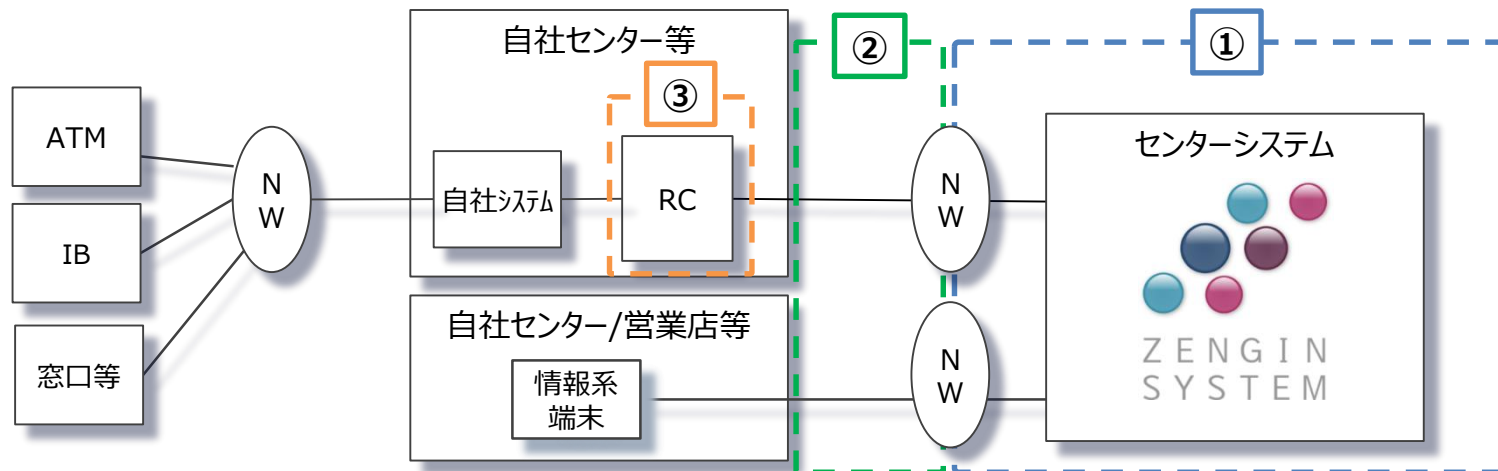 自社センター等
②
①
③
ATM
IB
窓口等
N
W
自社システム
RC
N
W
センターシステム
自社センター/営業店等
情報系
端末
N
W
ZENGIN
SYSTEM